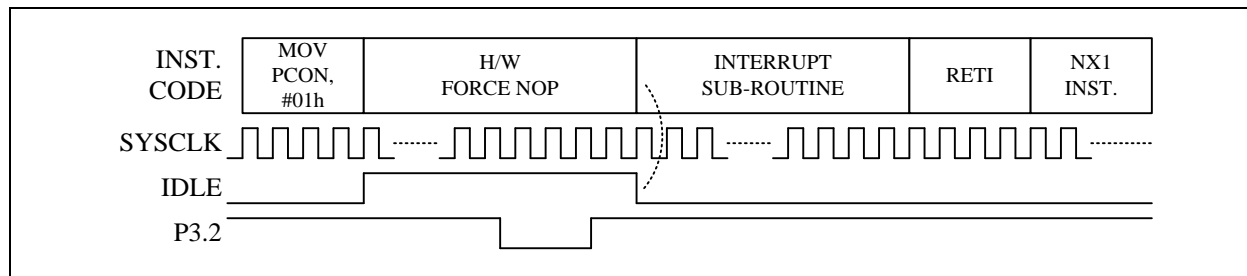 INST.
CODE
MOV
PCON,
#01h
H/W
FORCE NOP
INTERRUPT
SUB-ROUTINE
RETI
NX1
INST.
SYSCLK
IDLE
P3.2